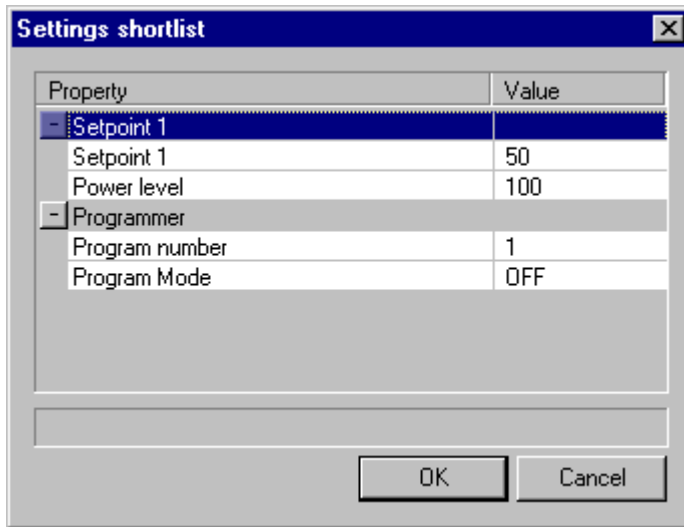 Settings shortlist
Property Value
Setpoint 1
Setpoint 1 50
Power level 100
Programmer
Program number 1
Program Mode OFF
OK Cancel